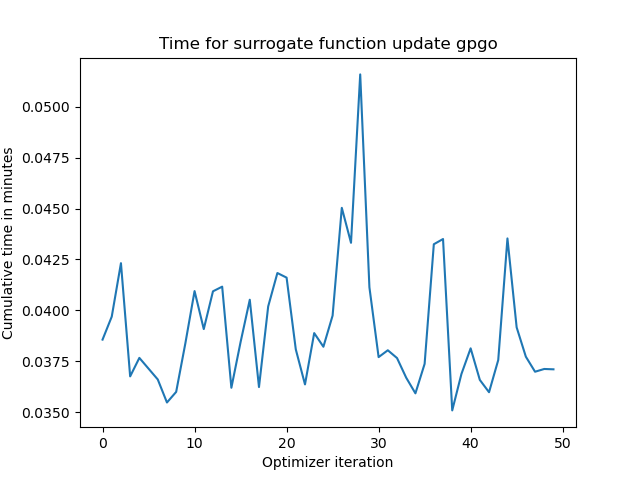 Time for surrogate function update gpgo
Cumulative time in minutes
0.0500
0.0475
0.0450
0.0425
0.0400
0.0375
0.0350
0 10 20 30 40 50
Optimizer iteration